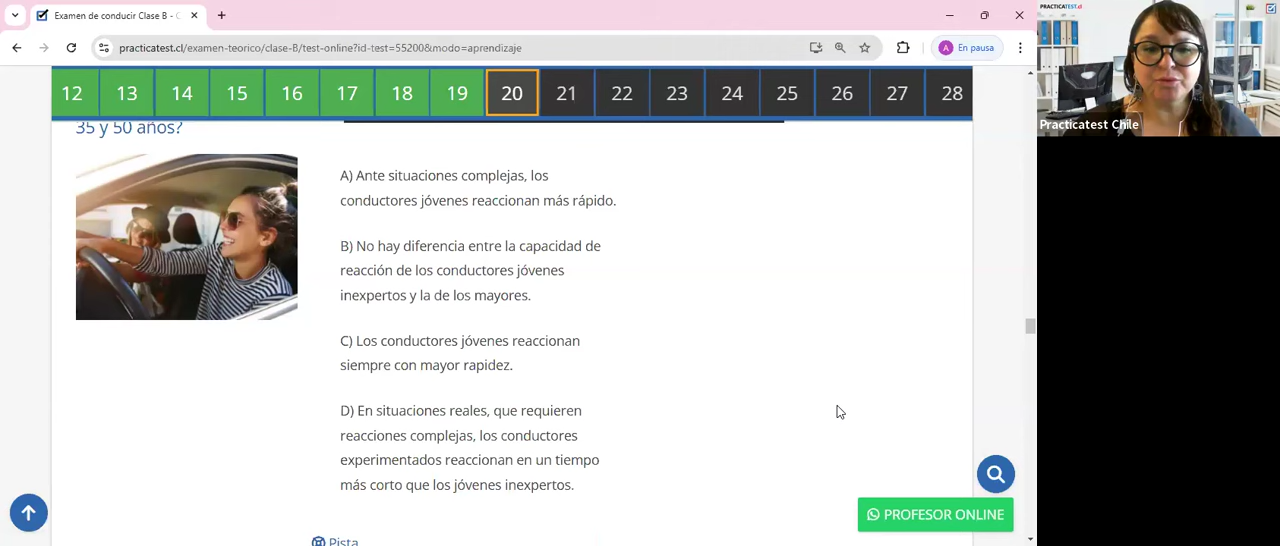 Examen de conducir Clase B - C
practicatest.cl/examen-teorico/clase-B/test-online?id-test=55200&modo=aprendizaje
A
En pausa
12 13 14 15 16 17 18 19 20 21 22 23 24 25 26 27 28
35 y 50 años?
A) Ante situaciones complejas, los
conductores jóvenes reaccionan más rápido.
B) No hay diferencia entre la capacidad de
reacción de los conductores jóvenes
inexpertos y la de los mayores.
C) Los conductores jóvenes reaccionan
siempre con mayor rapidez.
D) En situaciones reales, que requieren
reacciones complejas, los conductores
experimentados reaccionan en un tiempo
más corto que los jóvenes inexpertos.
Pista
PROFESOR ONLINE
PRACTICATEST.cl
Practicatest Chile